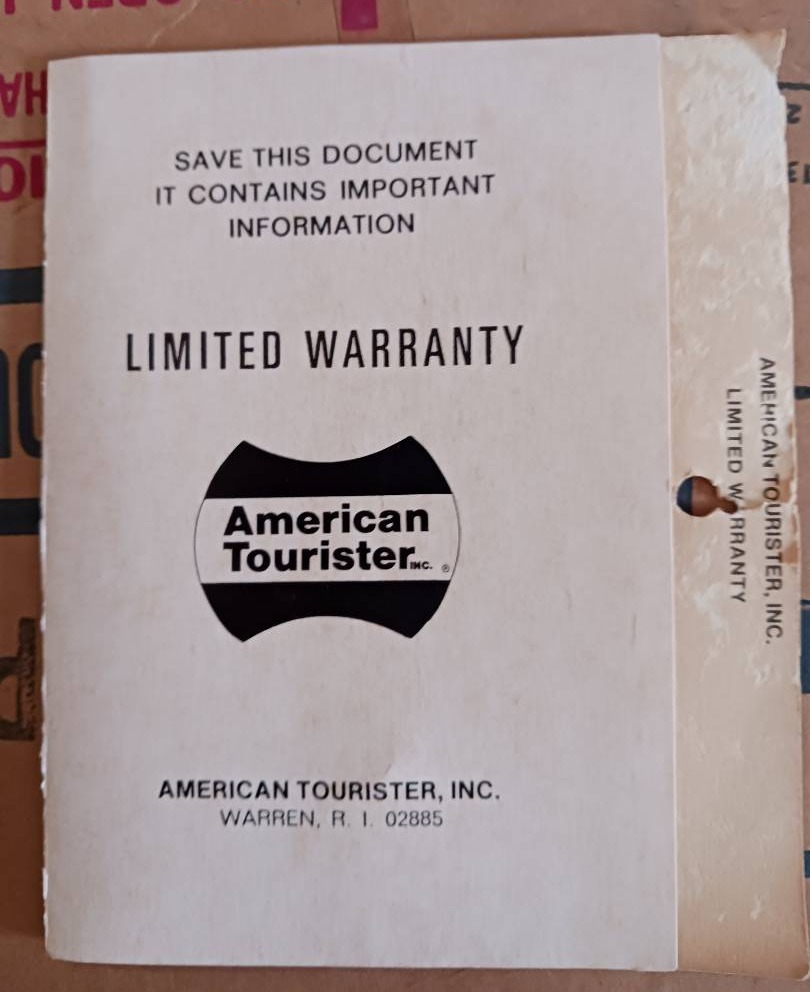 SAVE THIS DOCUMENT
IT CONTAINS IMPORTANT
INFORMATION
LIMITED WARRANTY
American
Tourister INC. ®
AMERICAN TOURISTER, INC.
WARREN, R. I. 02885
AMERICAN TOURISTER, INC.
LIMITED WARRANTY